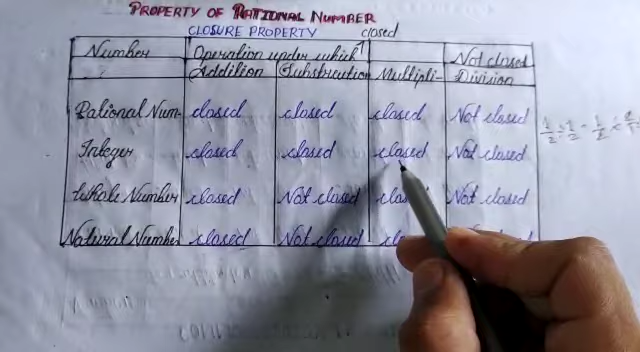 PROPERTY OF RATIONAL NUMBER
CLOSURE PROPERTY closed
Number Operation under which Not closed
Addition Substraction Multipli- Division
Rational Num- closed closed closed Not closed
Integer closed closed closed Not closed
Whole Number closed Not closed Not closed
Natural Number closed Not closed